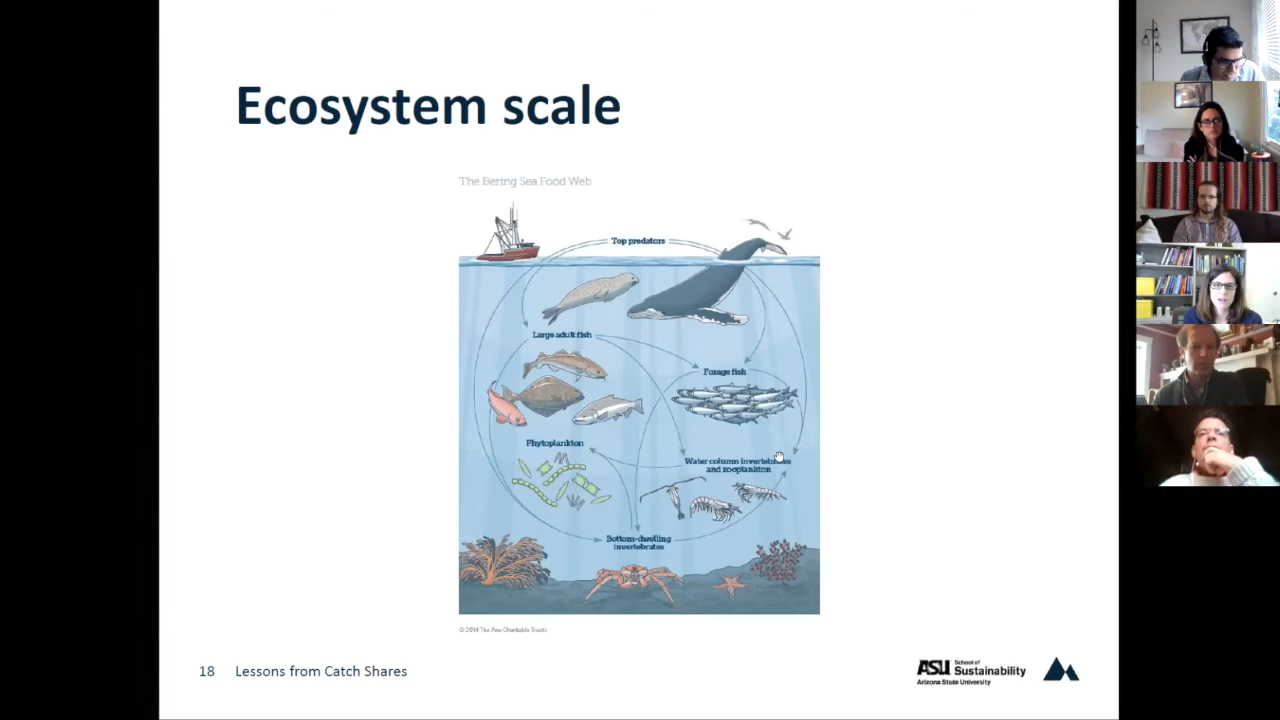 Ecosystem scale
The Bering Sea Food Web
Top predators
Large adult fish
Forage fish
Phytoplankton
Water column invertebrates
and zooplankton
Bottom-dwelling
invertebrates
© 2014 The Pew Charitable Trusts
18 Lessons from Catch Shares
ASU School of
Sustainability
Arizona State University